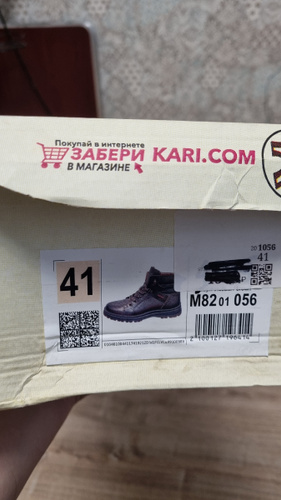 Покупай в интернете
ЗАБЕРИ KARI.COM
В МАГАЗИНЕ
41
1056
41
M82 01 056